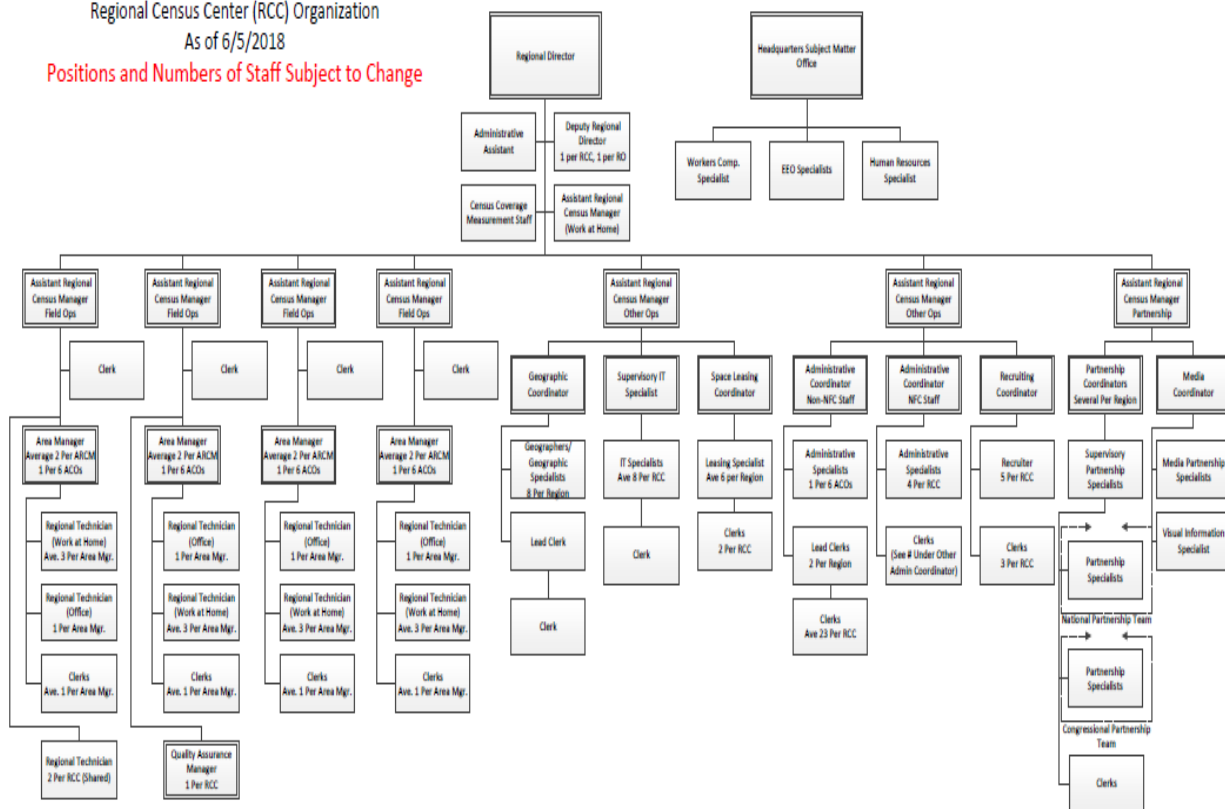 Regional Census Center (RCC) Organization
As of 6/5/2018
Positions and Numbers of Staff Subject to Change
Regional Director
Headquarters Subject Matter
Office
Administrative
Assistant
Deputy Regional
Director
1 per RCC, 1 per RO
Workers Comp.
Specialist
EEO Specialists
Human Resources
Specialist
Census Coverage
Measurement Staff
Assistant Regional
Census Manager
(Work at Home)
Assistant Regional
Census Manager
Field Ops
Assistant Regional
Census Manager
Field Ops
Assistant Regional
Census Manager
Field Ops
Assistant Regional
Census Manager
Field Ops
Assistant Regional
Census Manager
Other Ops
Assistant Regional
Census Manager
Other Ops
Assistant Regional
Census Manager
Partnership
Clerk
Clerk
Clerk
Clerk
Geographic
Coordinator
Supervisory IT
Specialist
Space Leasing
Coordinator
Administrative
Coordinator
Non-NFC Staff
Administrative
Coordinator
NFC Staff
Recruiting
Coordinator
Partnership
Coordinators
Several Per Region
Media
Coordinator
Area Manager
Average 2 Per ARCM
1 Per 6 ACOs
Area Manager
Average 2 Per ARCM
1 Per 6 ACOs
Area Manager
Average 2 Per ARCM
1 Per 6 ACOs
Area Manager
Average 2 Per ARCM
1 Per 6 ACOs
Geographers/
Geographic
Specialists
8 Per Region
IT Specialists
Ave 8 Per RCC
Leasing Specialist
Ave 6 per Region
Administrative
Specialists
1 Per 6 ACOs
Administrative
Specialists
4 Per RCC
Recruiter
5 Per RCC
Supervisory
Partnership
Specialists
Media Partnership
Specialists
Regional Technician
(Work at Home)
Ave. 3 Per Area Mgr.
Regional Technician
(Office)
1 Per Area Mgr.
Regional Technician
(Office)
1 Per Area Mgr.
Regional Technician
(Office)
1 Per Area Mgr.
Lead Clerk
Clerk
Clerks
2 Per RCC
Lead Clerks
2 Per Region
Clerks
(See # Under Other
Admin Coordinator)
Clerks
3 Per RCC
Partnership
Specialists
National Partnership Team
Visual Information
Specialist
Regional Technician
(Office)
1 Per Area Mgr.
Regional Technician
(Work at Home)
Ave. 3 Per Area Mgr.
Regional Technician
(Work at Home)
Ave. 3 Per Area Mgr.
Regional Technician
(Work at Home)
Ave. 3 Per Area Mgr.
Clerk
Clerks
Ave 23 Per RCC
Clerks
Ave. 1 Per Area Mgr.
Clerks
Ave. 1 Per Area Mgr.
Clerks
Ave. 1 Per Area Mgr.
Clerks
Ave. 1 Per Area Mgr.
Partnership
Specialists
Congressional Partnership
Team
Regional Technician
2 Per RCC (Shared)
Quality Assurance
Manager
1 Per RCC
Clerks